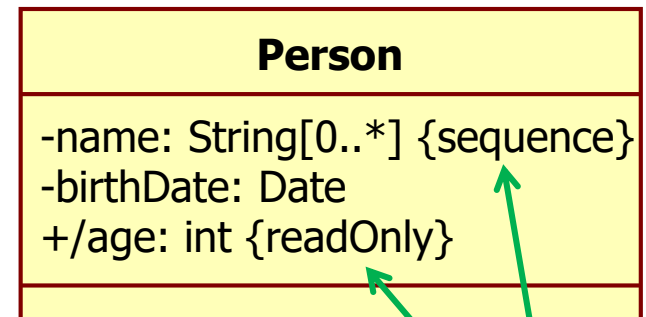 Person
-name: String[0..*] {sequence}
-birthDate: Date
+/age: int {readOnly}